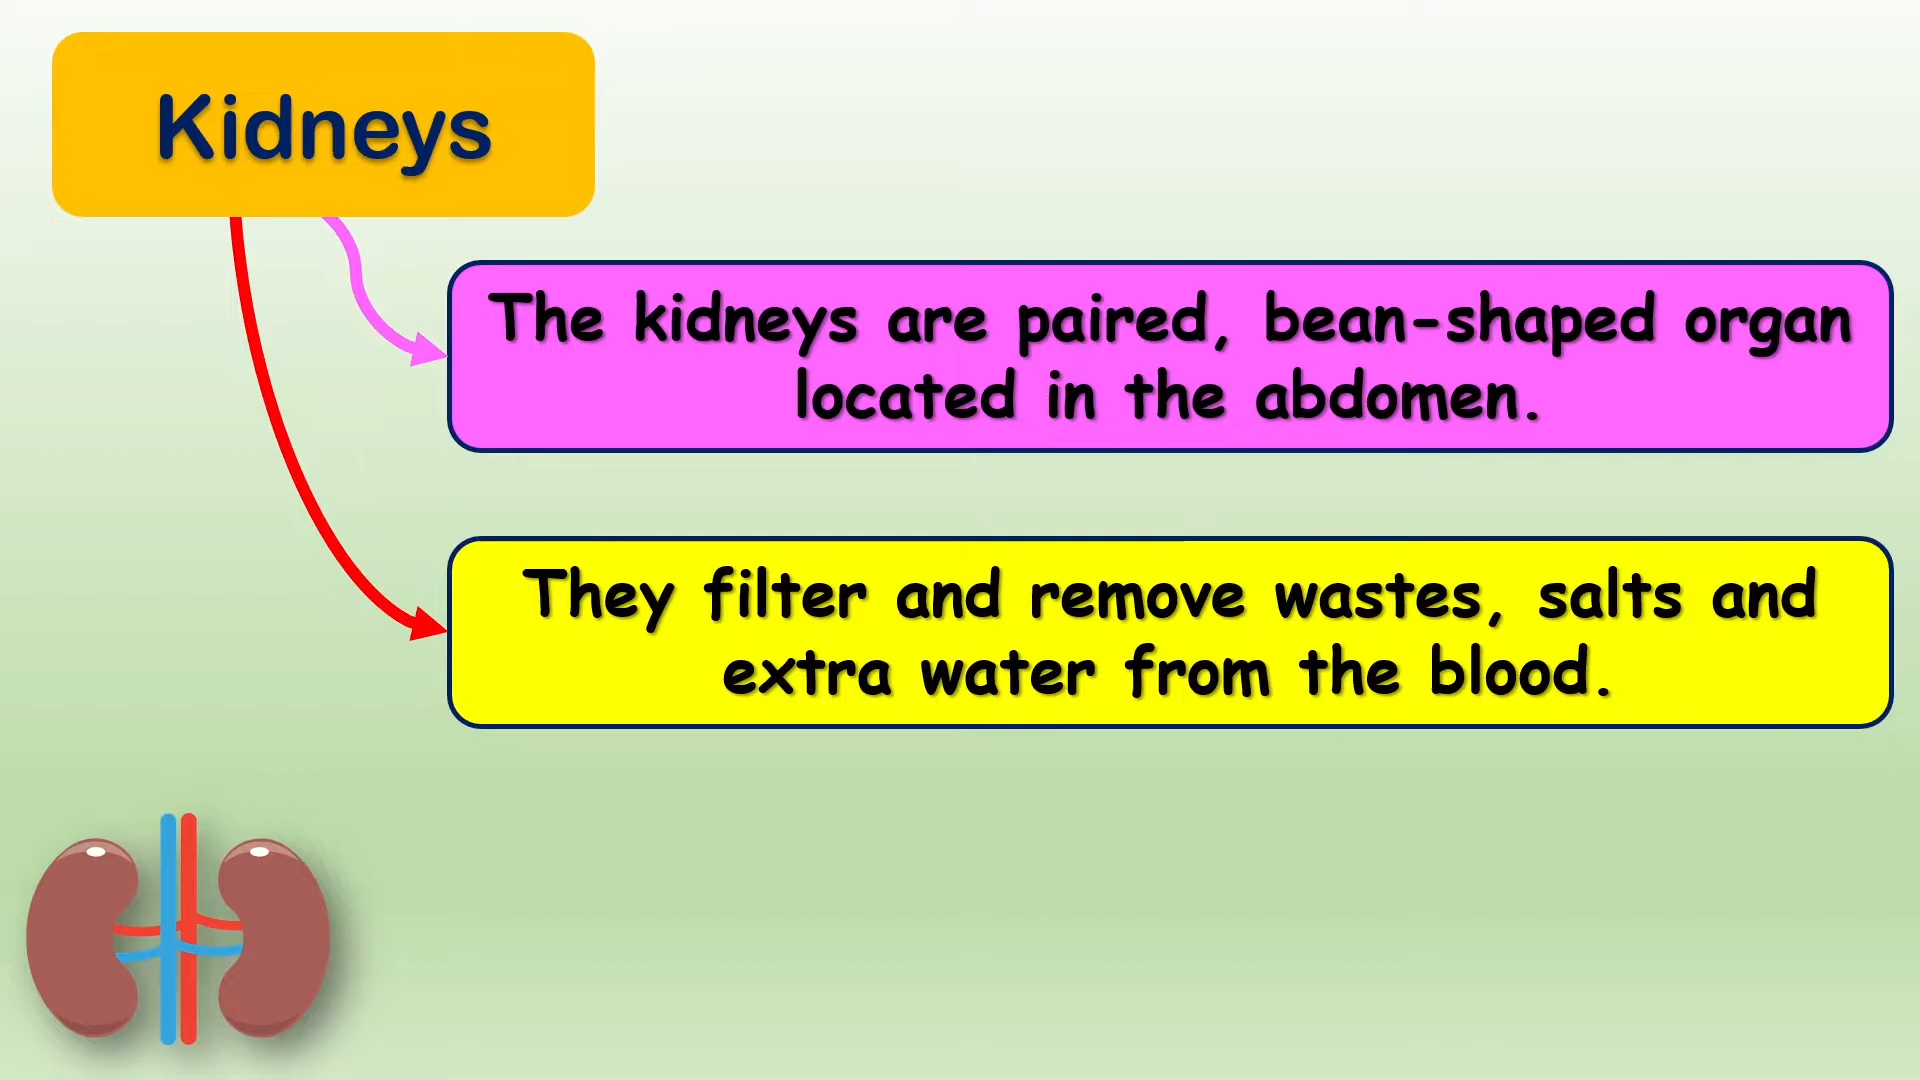 Kidneys
The kidneys are paired, bean-shaped organ
located in the abdomen.
They filter and remove wastes, salts and
extra water from the blood.